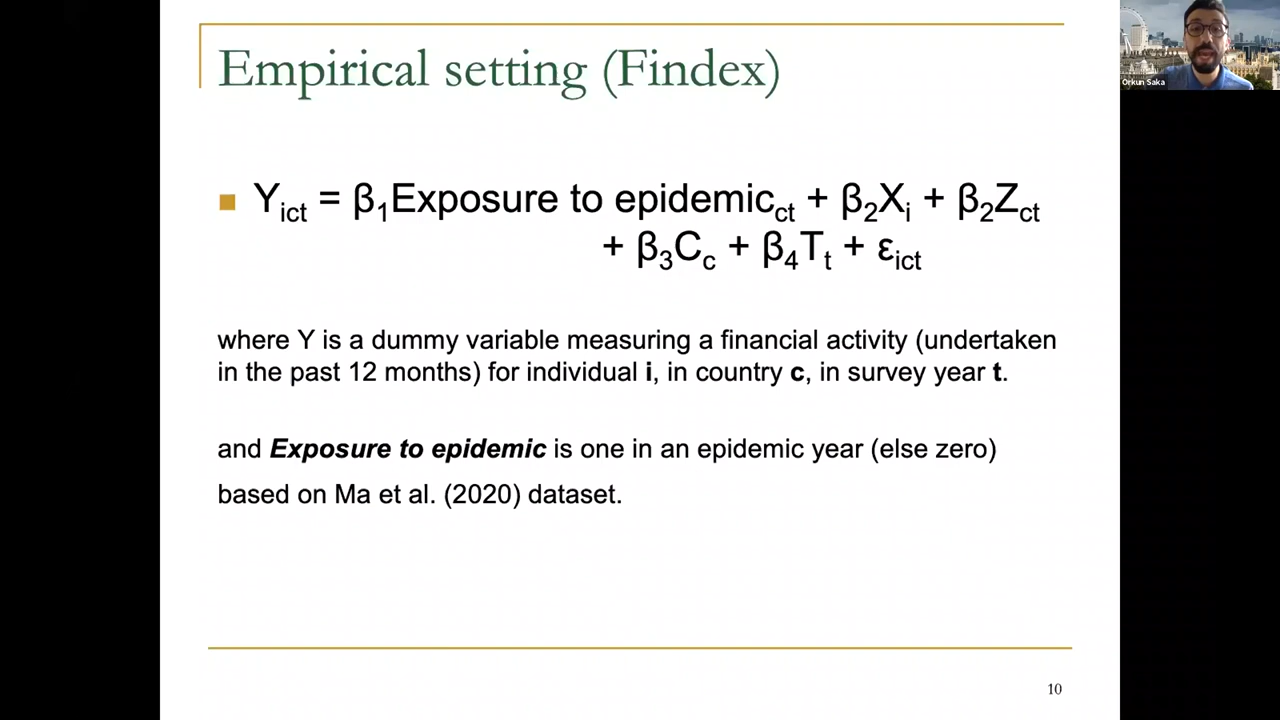 Empirical setting (Findex)
Orkun Saka
Yict = β1Exposure to epidemicct + β2Xi + β2Zct
+ β3Cc + β4Tt + εict
where Y is a dummy variable measuring a financial activity (undertaken
in the past 12 months) for individual i, in country c, in survey year t.
and Exposure to epidemic is one in an epidemic year (else zero)
based on Ma et al. (2020) dataset.
10